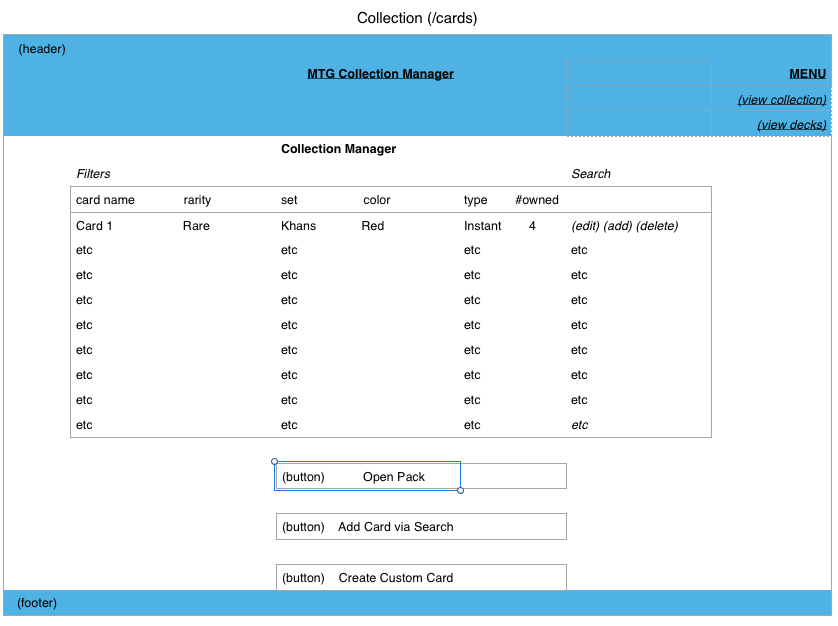 Collection (/cards)
(header)
MTG Collection Manager MENU
(view collection)
(view decks)
Collection Manager
Filters Search
card name rarity set color type #owned
Card 1 Rare Khans Red Instant 4 (edit) (add) (delete)
etc etc etc etc
etc etc etc etc
etc etc etc etc
etc etc etc etc
etc etc etc etc
etc etc etc etc
etc etc etc etc
etc etc etc etc
(button) Open Pack
(button) Add Card via Search
(button) Create Custom Card
(footer)